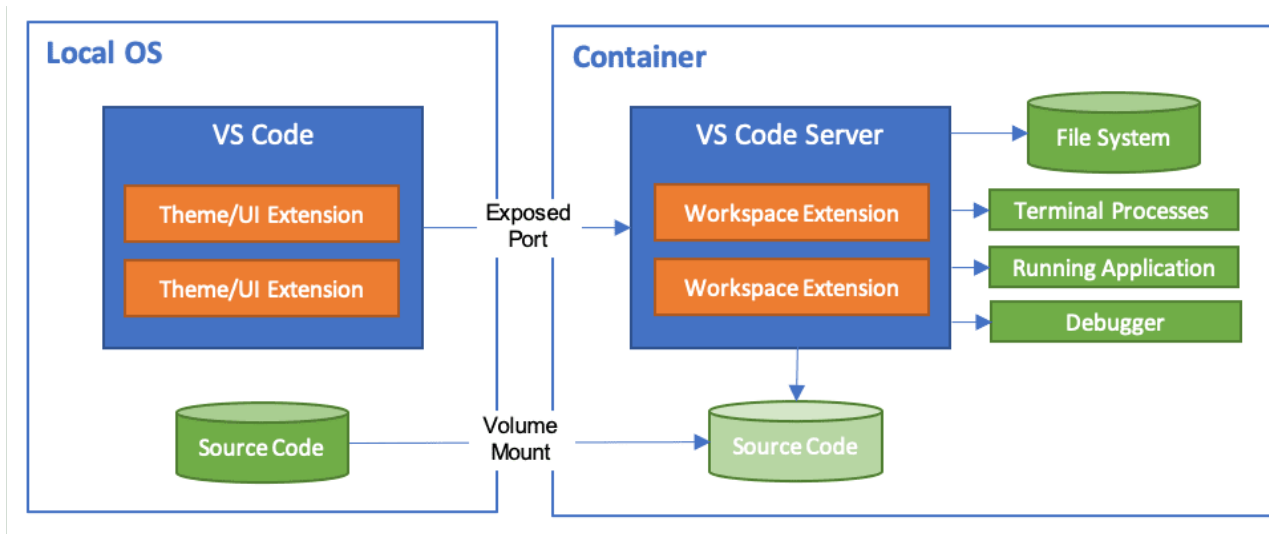 Local OS
VS Code
Theme/UI Extension
Theme/UI Extension
Source Code
Exposed
Port
Volume
Mount
Container
VS Code Server
Workspace Extension
Workspace Extension
Source Code
File System
Terminal Processes
Running Application
Debugger